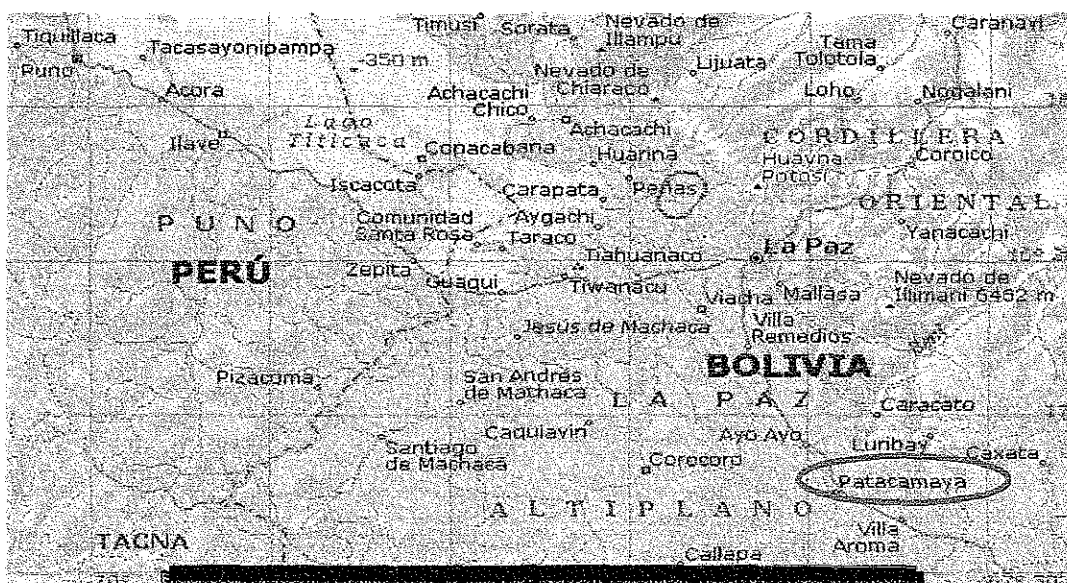 Timusi
Sorata
Nevado de
Illampu
Caranavi
Tiquillaca
Tacasayonipampa
Puno
-350 m
Nevado de
Chiaraco
Lijuata
Tama
Tolotola
Acora
Achacachi
Chico
Loho
Nogalani
Ilave
Lago
Titicaca
Copacabana
Achacachi
Huarina
CORDILLERA
ORIENTAL
Huayna
Potosí
Coroico
Iscacota
Carapata
Peñas
PUNO
PERÚ
Comunidad
Santa Rosa
Aygachi
Taraco
Yanacachi
Zepita
Guaqui
Tiahuanaco
Tiwanacu
La Paz
16° S
Viacha
Mallasa
Nevado de
Illimani 6462 m
Jesús de Machaca
Villa
Remedios
BOLIVIA
Pizacoma
San Andrés
de Machaca
LA PAZ
Caracato
Santiago
de Machaca
Caquiavin
Ayo Ayo
Luribay
Caxata
Corocoro
Patacamaya
ALTIPLANO
TACNA
Villa
Aroma
Callapa